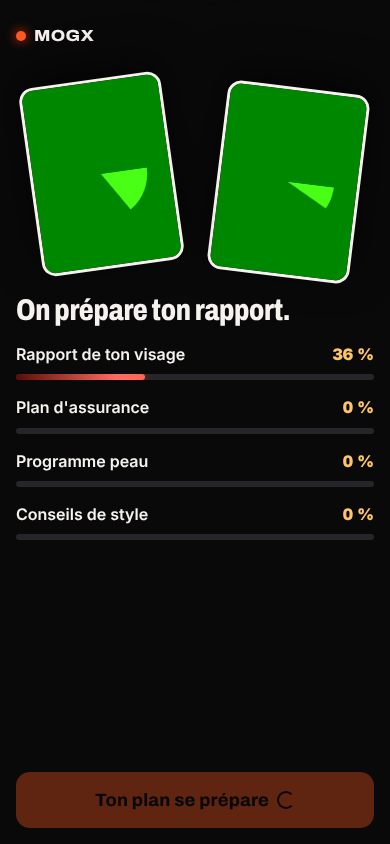 MOGX
On prépare ton rapport.
Rapport de ton visage 36 %
Plan d'assurance 0 %
Programme peau 0 %
Conseils de style 0 %
Ton plan se prépare